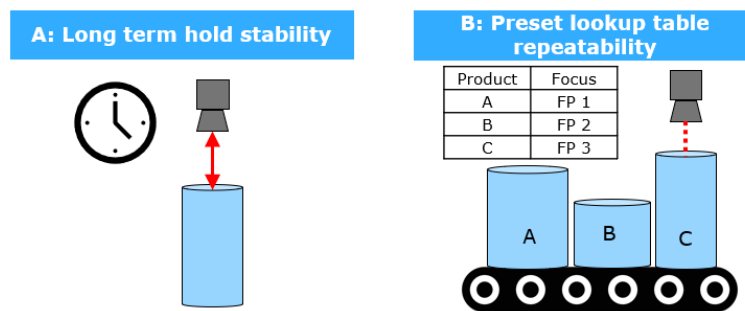 A: Long term hold stability
B: Preset lookup table
repeatability
Product Focus
A FP 1
B FP 2
C FP 3
A
B
C